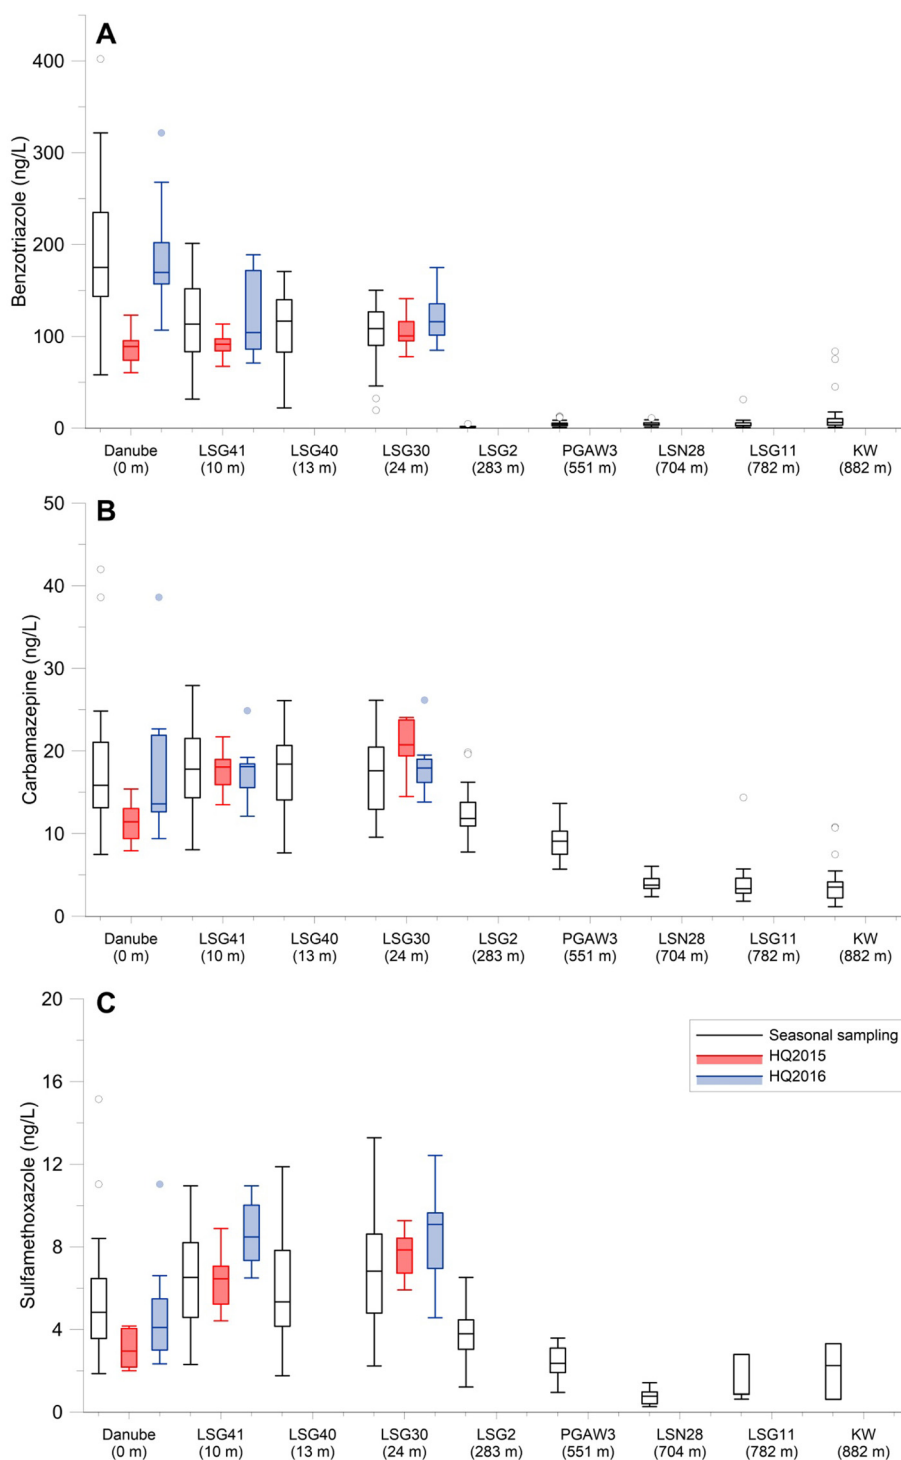 A
400
300
200
100
0
Benzotriazole (ng/L)
Danube LSG41 LSG40 LSG30 LSG2 PGAW3 LSN28 LSG11 KW
(0 m) (10 m) (13 m) (24 m) (283 m) (551 m) (704 m) (782 m) (882 m)
B
50
40
30
20
10
0
Carbamazepine (ng/L)
Danube LSG41 LSG40 LSG30 LSG2 PGAW3 LSN28 LSG11 KW
(0 m) (10 m) (13 m) (24 m) (283 m) (551 m) (704 m) (782 m) (882 m)
C
20
16
12
8
4
0
Sulfamethoxazole (ng/L)
Seasonal sampling
HQ2015
HQ2016
Danube LSG41 LSG40 LSG30 LSG2 PGAW3 LSN28 LSG11 KW
(0 m) (10 m) (13 m) (24 m) (283 m) (551 m) (704 m) (782 m) (882 m)